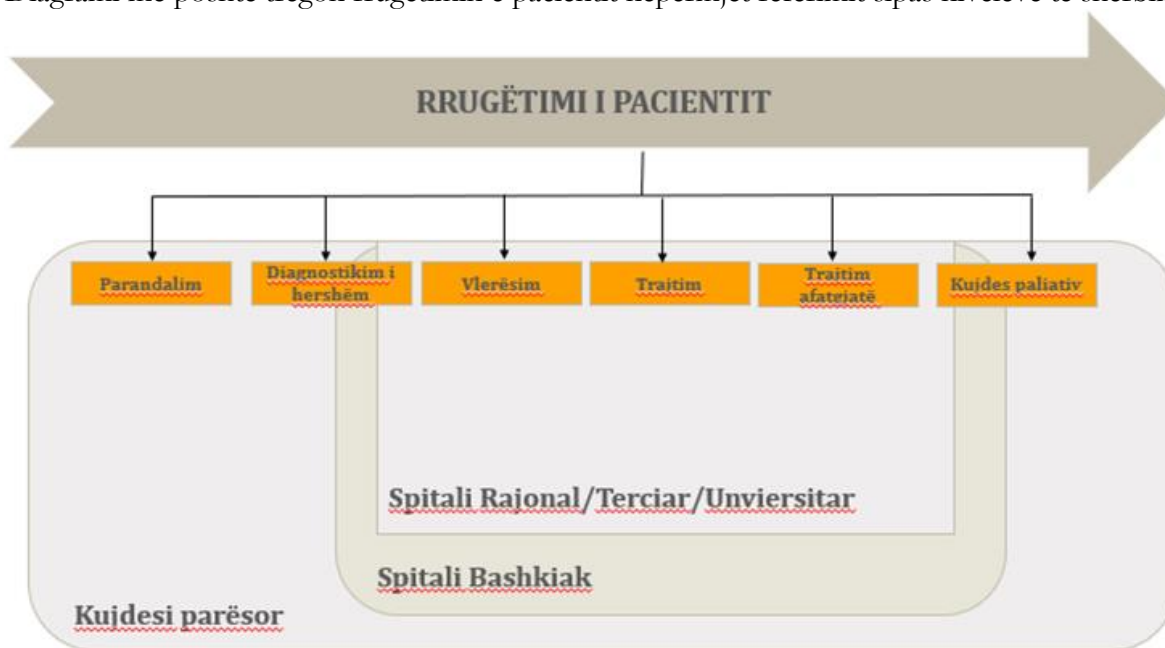 RRUGËTIMI I PACIENTIT
Parandalim
Diagnostikim i
hershëm
Vlerësim
Trajtim
Trajtim
afatgjatë
Kujdes paliativ
Spitali Rajonal/Terciar/Unviersitar
Spitali Bashkiak
Kujdesi parësor